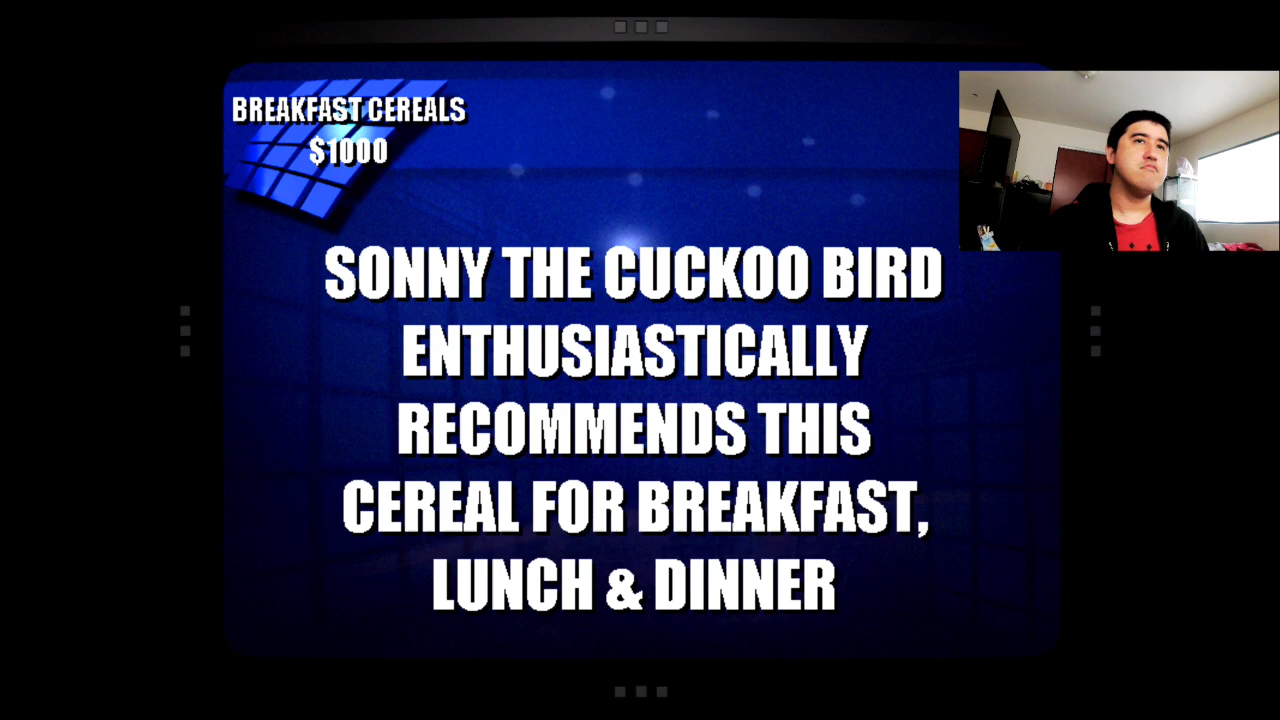 BREAKFAST CEREALS
$1000
SONNY THE CUCKOO BIRD
ENTHUSIASTICALLY
RECOMMENDS THIS
CEREAL FOR BREAKFAST,
LUNCH & DINNER